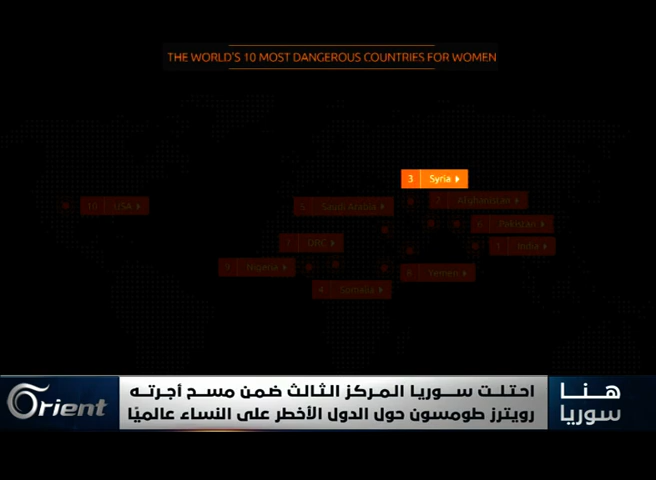 THE WORLD'S 10 MOST DANGEROUS COUNTRIES FOR WOMEN
3 Syria
10 USA
5 Saudi Arabia
7 Afghanistan
6 Pakistan
DRC
1 India
9 Nigeria
8 Yemen
4 Somalia
احتلت سوريا المركز الثالث ضمن مسح أجرته
رويترز طومسون حول الدول الأخطر على النساء عالميًا
هنا
سوريا
Orient